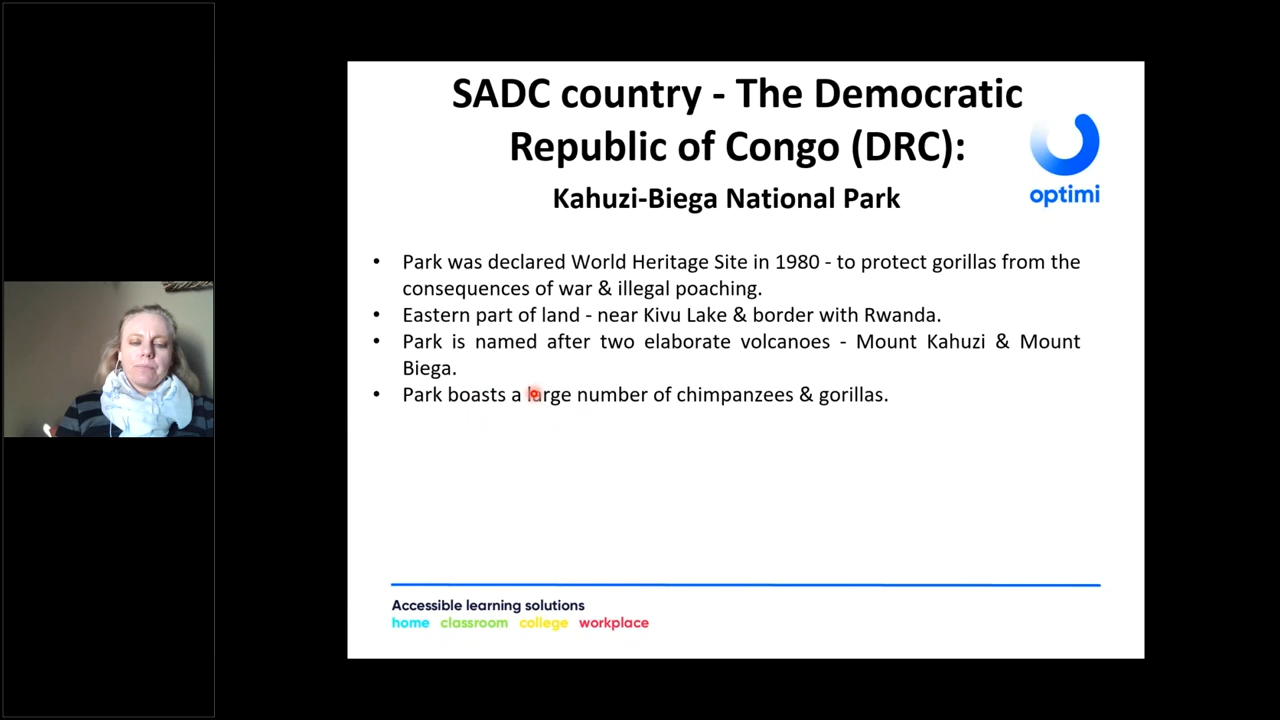 SADC country - The Democratic
Republic of Congo (DRC):
Kahuzi-Biega National Park
optimi
• Park was declared World Heritage Site in 1980 - to protect gorillas from the
consequences of war & illegal poaching.
• Eastern part of land - near Kivu Lake & border with Rwanda.
• Park is named after two elaborate volcanoes - Mount Kahuzi & Mount
Biega.
• Park boasts a large number of chimpanzees & gorillas.
Accessible learning solutions
home classroom college workplace